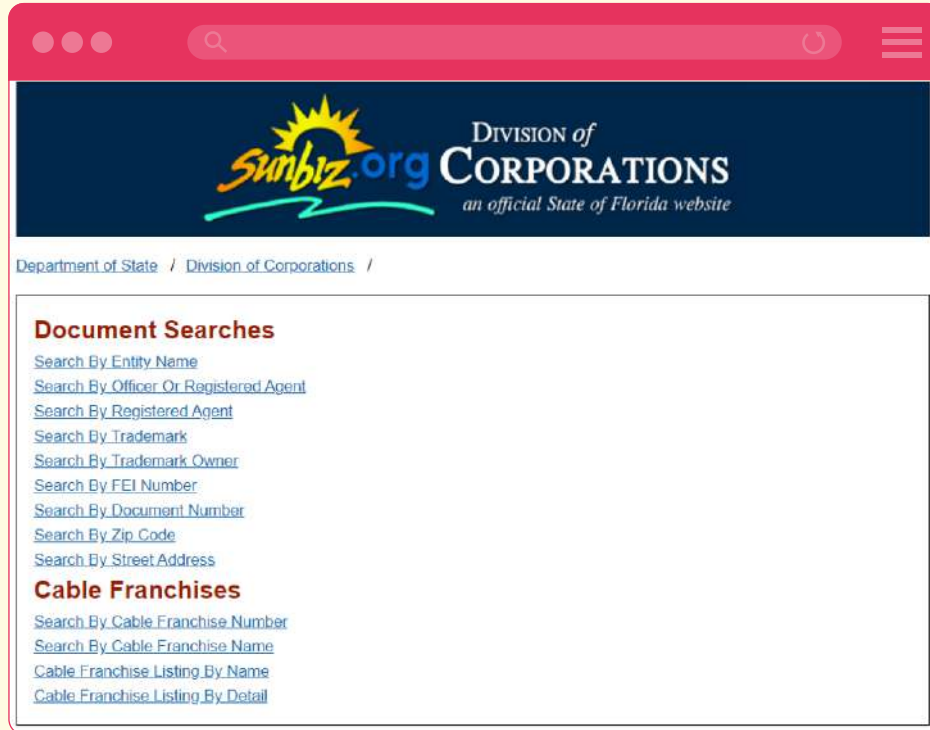 sunbiz.org
Division of
Corporations
an official State of Florida website
Department of State / Division of Corporations /
Document Searches
Search By Entity Name
Search By Officer Or Registered Agent
Search By Registered Agent
Search By Trademark
Search By Trademark Owner
Search By FEI Number
Search By Document Number
Search By Zip Code
Search By Street Address
Cable Franchises
Search By Cable Franchise Number
Search By Cable Franchise Name
Cable Franchise Listing By Name
Cable Franchise Listing By Detail